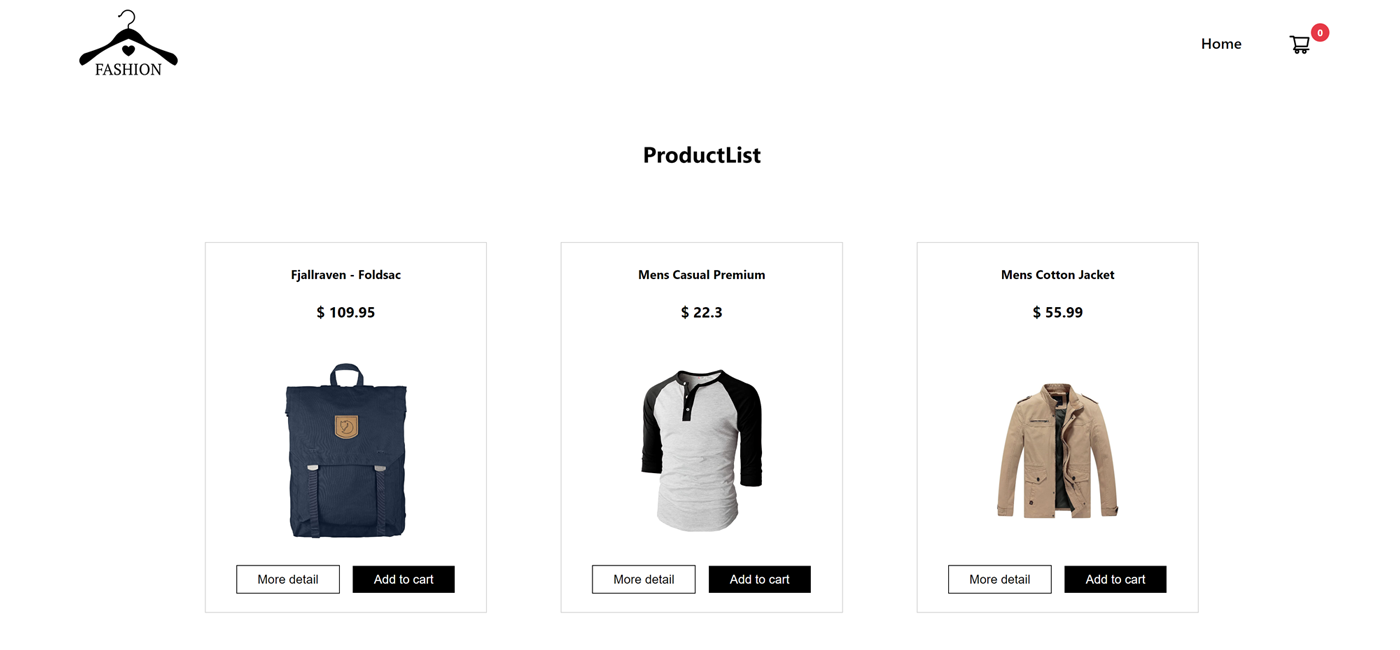 FASHION
Home
0
ProductList
Fjallraven - Foldsac
$ 109.95
More detail
Add to cart
Mens Casual Premium
$ 22.3
More detail
Add to cart
Mens Cotton Jacket
$ 55.99
More detail
Add to cart